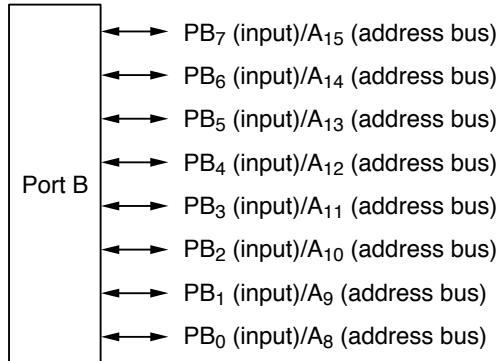 PB₇ (input)/A₁₅ (address bus)
PB₆ (input)/A₁₄ (address bus)
PB₅ (input)/A₁₃ (address bus)
PB₄ (input)/A₁₂ (address bus)
Port B
PB₃ (input)/A₁₁ (address bus)
PB₂ (input)/A₁₀ (address bus)
PB₁ (input)/A₉ (address bus)
PB₀ (input)/A₈ (address bus)